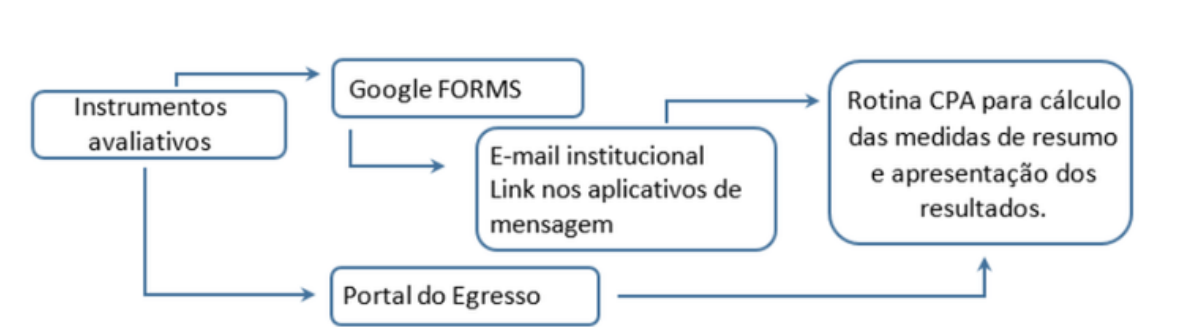 Instrumentos
avaliativos
Google FORMS
E-mail institucional
Link nos aplicativos de
mensagem
Rotina CPA para cálculo
das medidas de resumo
e apresentação dos
resultados.
Portal do Egresso